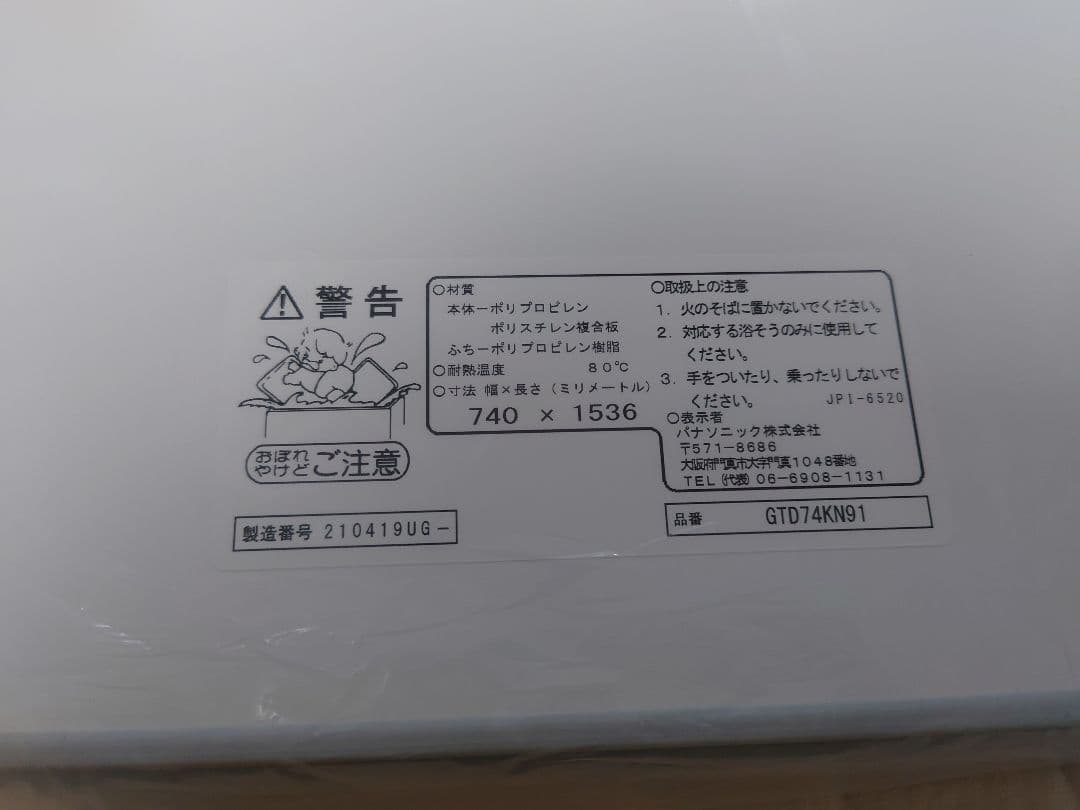 警告
おぼれ
やけど ご注意
製造番号 210419UG-
○材質
本体ーポリプロピレン
ポリスチレン複合板
ふちーポリプロピレン樹脂
○耐熱温度 80℃
○寸法 幅×長さ（ミリメートル）
740 × 1536
○取扱上の注意
1. 火のそばに置かないでください。
2. 対応する浴そうのみに使用して
ください。
3. 手をついたり、乗ったりしないで
ください。 JPI-6520
○表示者
パナソニック株式会社
〒571-8686
大阪府門真市大字門真1048番地
TEL（代表）06-6908-1131
品番 GTD74KN91